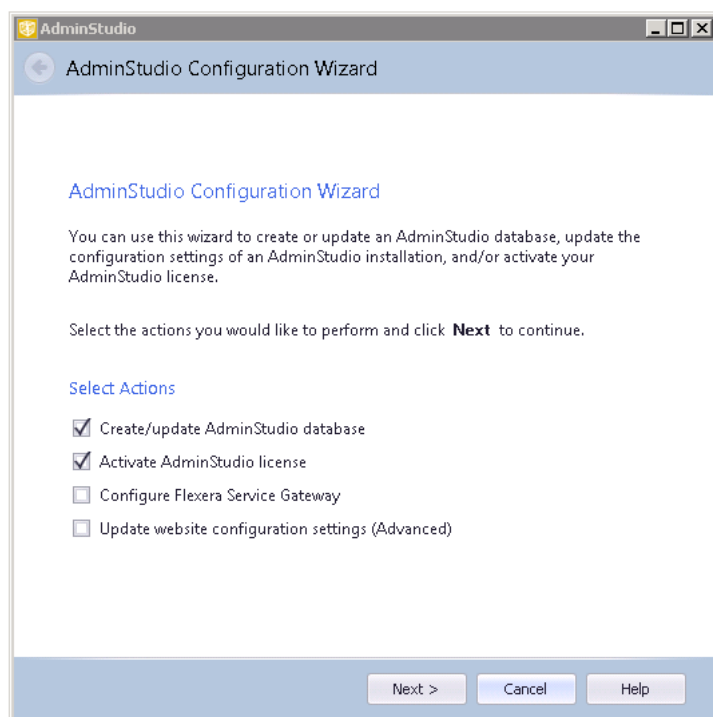 AdminStudio
AdminStudio Configuration Wizard
AdminStudio Configuration Wizard
You can use this wizard to create or update an AdminStudio database, update the
configuration settings of an AdminStudio installation, and/or activate your
AdminStudio license.
Select the actions you would like to perform and click Next to continue.
Select Actions
Create/update AdminStudio database
Activate AdminStudio license
Configure Flexera Service Gateway
Update website configuration settings (Advanced)
Next > Cancel Help